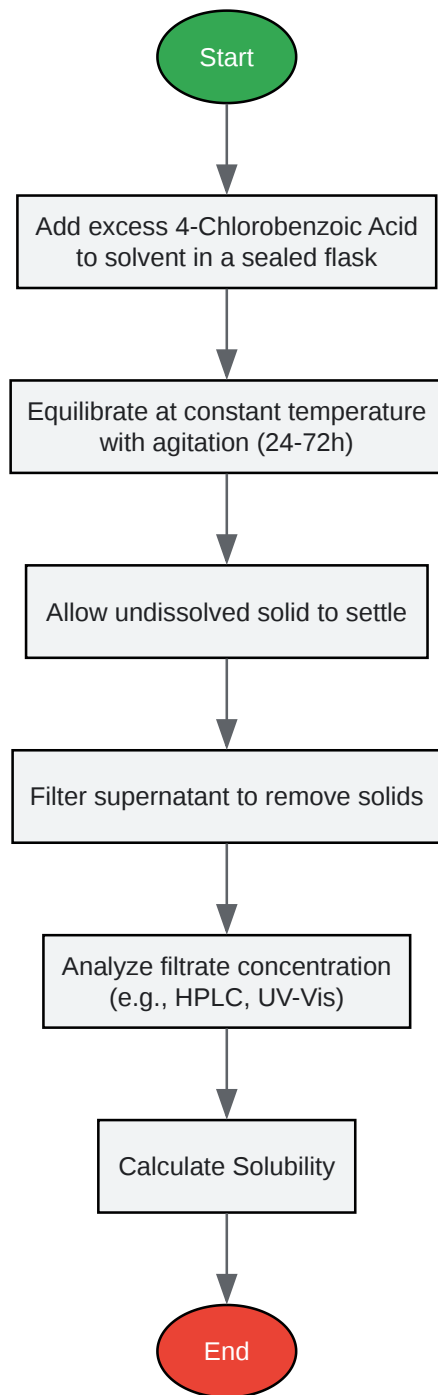 Start
Add excess 4-Chlorobenzoic Acid
to solvent in a sealed flask
Equilibrate at constant temperature
with agitation (24-72h)
Allow undissolved solid to settle
Filter supernatant to remove solids
Analyze filtrate concentration
(e.g., HPLC, UV-Vis)
Calculate Solubility
End